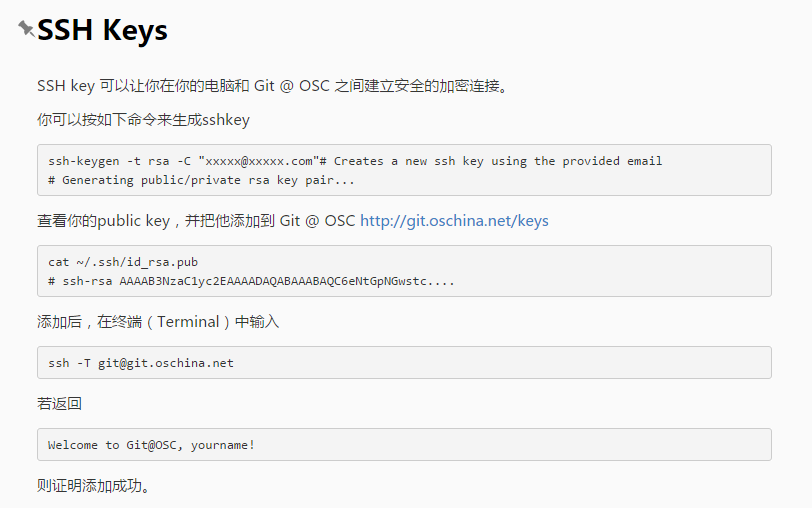 SSH Keys
SSH key 可以让你在你的电脑和 Git @ OSC 之间建立安全的加密连接。
你可以按如下命令来生成sshkey
ssh-keygen -t rsa -C "xxxxx@xxxxx.com"# Creates a new ssh key using the provided email
# Generating public/private rsa key pair...
查看你的public key，并把他添加到 Git @ OSC http://git.oschina.net/keys
cat ~/.ssh/id_rsa.pub
# ssh-rsa AAAAB3NzaC1yc2EAAAADAQABAAABAQC6eNtGpNGwstc....
添加后，在终端（Terminal）中输入
ssh -T git@git.oschina.net
若返回
Welcome to Git@OSC, yourname!
则证明添加成功。